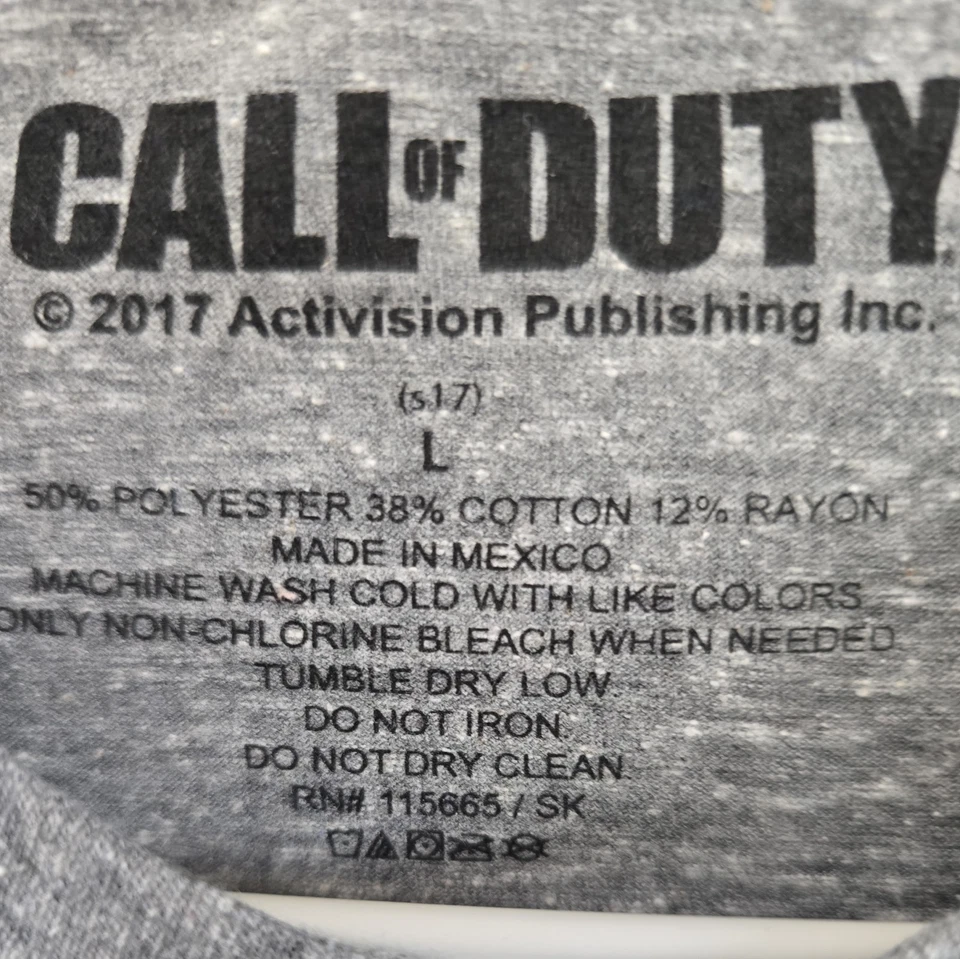 CALL OF DUTY
© 2017 Activision Publishing Inc.
(s17)
L
50% POLYESTER 38% COTTON 12% RAYON
MADE IN MEXICO
MACHINE WASH COLD WITH LIKE COLORS
ONLY NON-CHLORINE BLEACH WHEN NEEDED
TUMBLE DRY LOW.
DO NOT IRON.
DO NOT DRY CLEAN.
RN# 115665 / SK